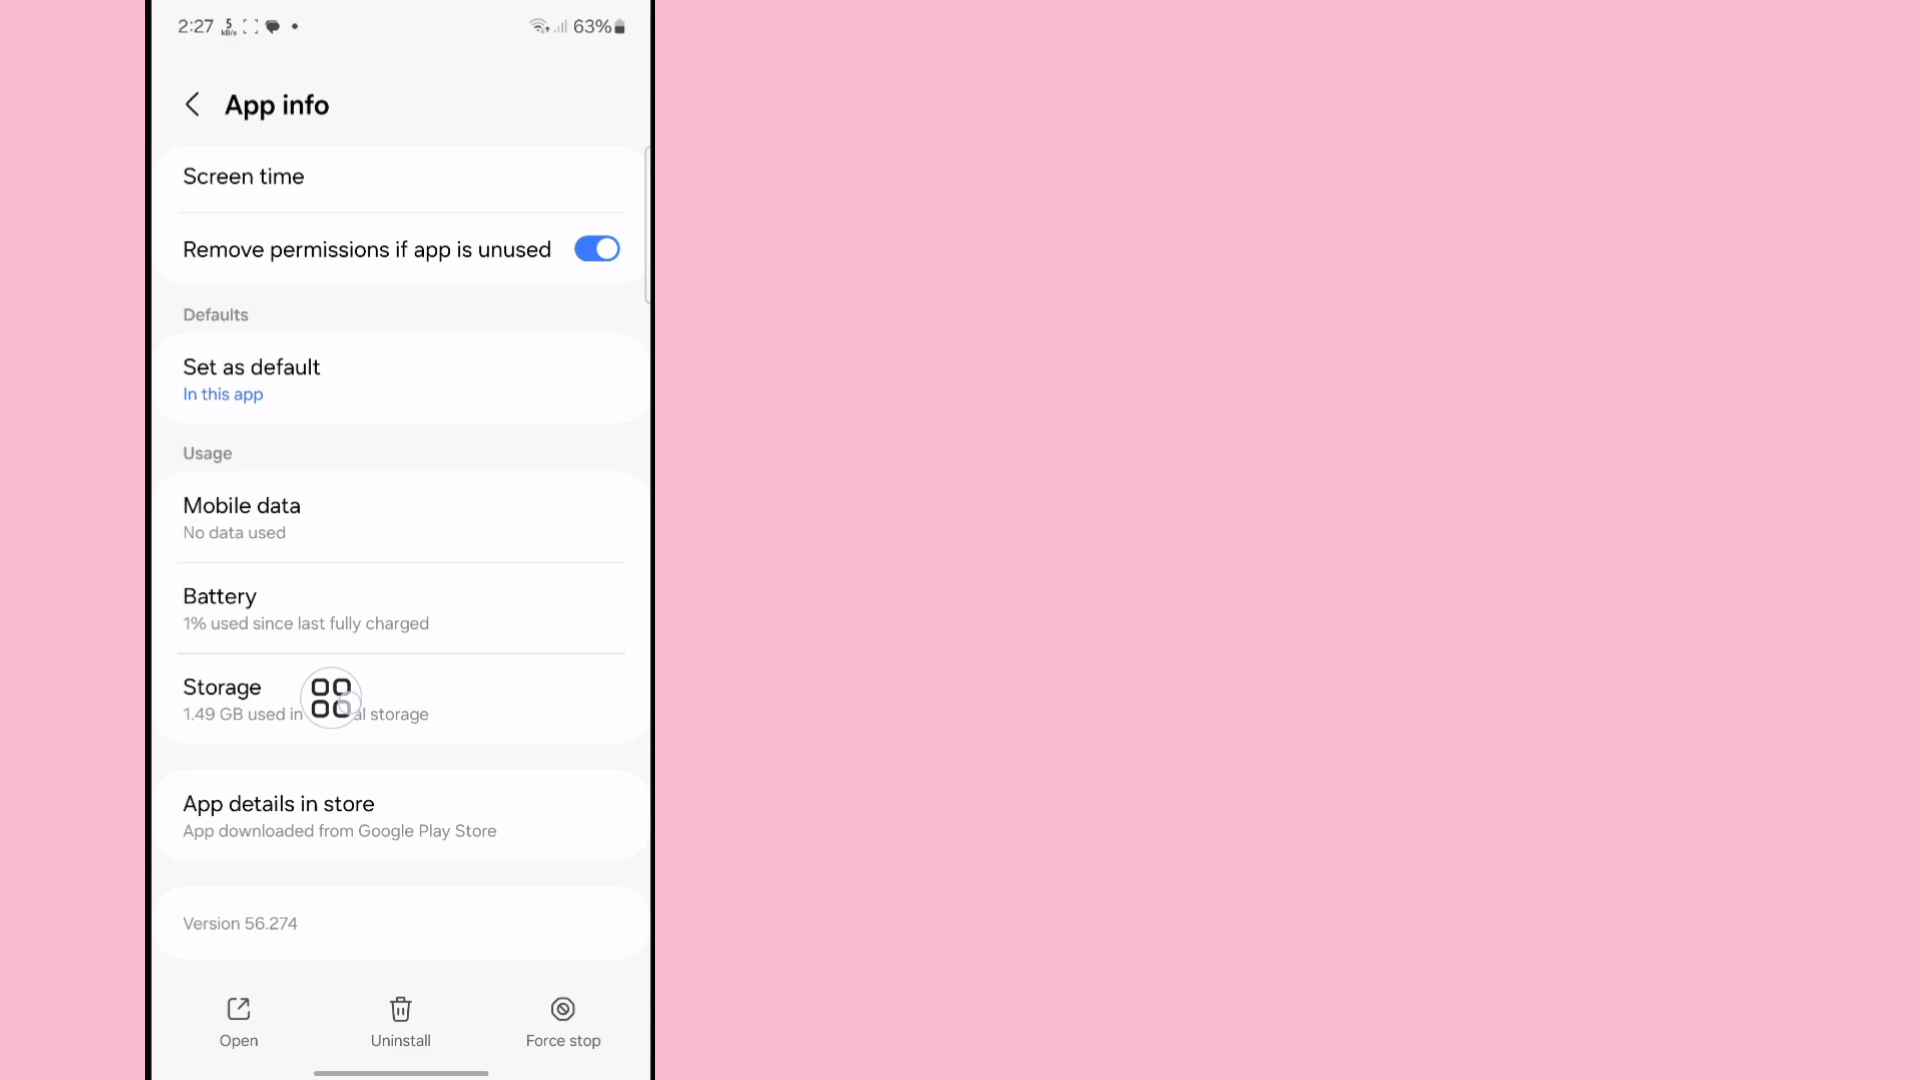 2:27 5 KB/s 63%
App info
Screen time
Remove permissions if app is unused
Defaults
Set as default
In this app
Usage
Mobile data
No data used
Battery
1% used since last fully charged
Storage
1.49 GB used in al storage
App details in store
App downloaded from Google Play Store
Version 56.274
Open Uninstall Force stop